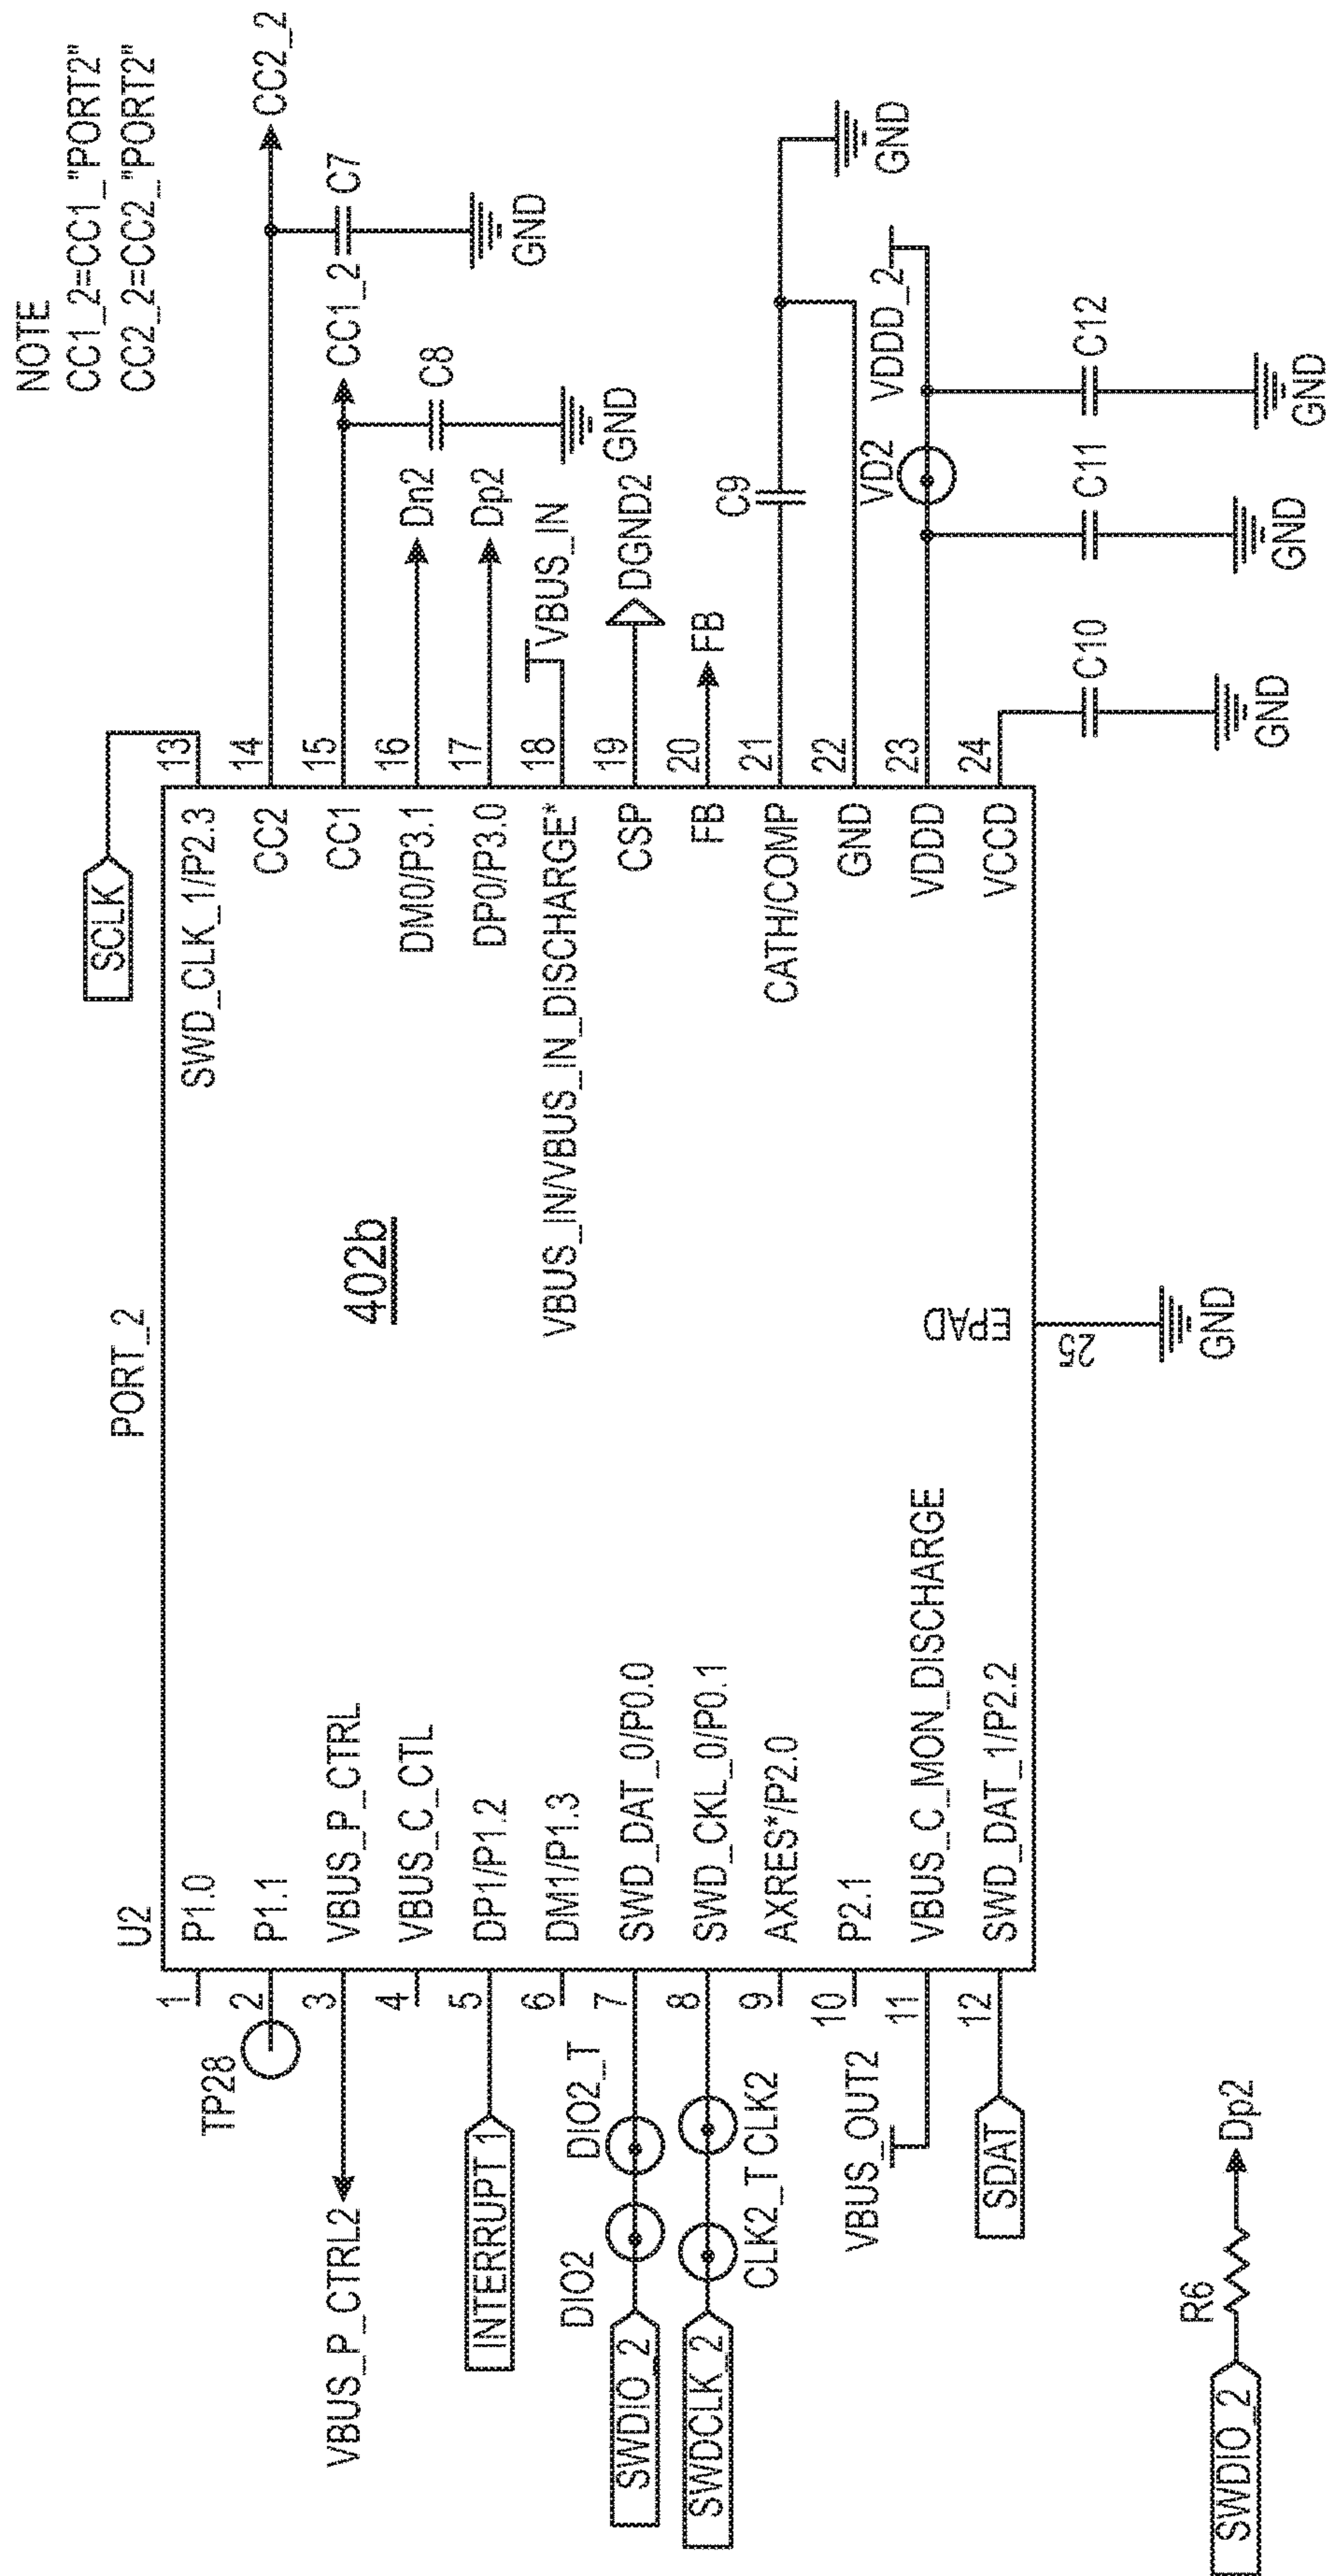 NOTE
CC1_2=CC1_"PORT2"
CC2_2=CC2_"PORT2"
PORT_2
U2
402b
1 P1.0
2 P1.1
3 VBUS_P_CTRL
4 VBUS_C_CTL
5 DP1/P1.2
6 DM1/P1.3
7 SWD_DAT_0/P0.0
8 SWD_CKL_0/P0.1
9 AXRES*/P2.0
10 P2.1
11 VBUS_C_MON_DISCHARGE
12 SWD_DAT_1/P2.2
TP28
VBUS_P_CTRL2
INTERRUPT 1
DIO2_T
DIO2
SWDIO_2
CLK2_T CLK2
SWDCLK_2
VBUS_OUT2
SDAT
SWD_CLK_1/P2.3 13
CC2 14
CC1 15
DM0/P3.1 16
DP0/P3.0 17
VBUS_IN/VBUS_IN_DISCHARGE* 18
CSP 19
FB 20
CATH/COMP 21
GND 22
VDDD 23
VCCD 24
SCLK
CC2_2
C7
GND
CC1_2
C8
GND
Dn2
Dp2
VBUS_IN
DGND2
FB
C9
GND
VDDD_2
VD2
C12
GND
C11
GND
C10
GND
EPAD
25
GND
SWDIO_2
R6
Dp2